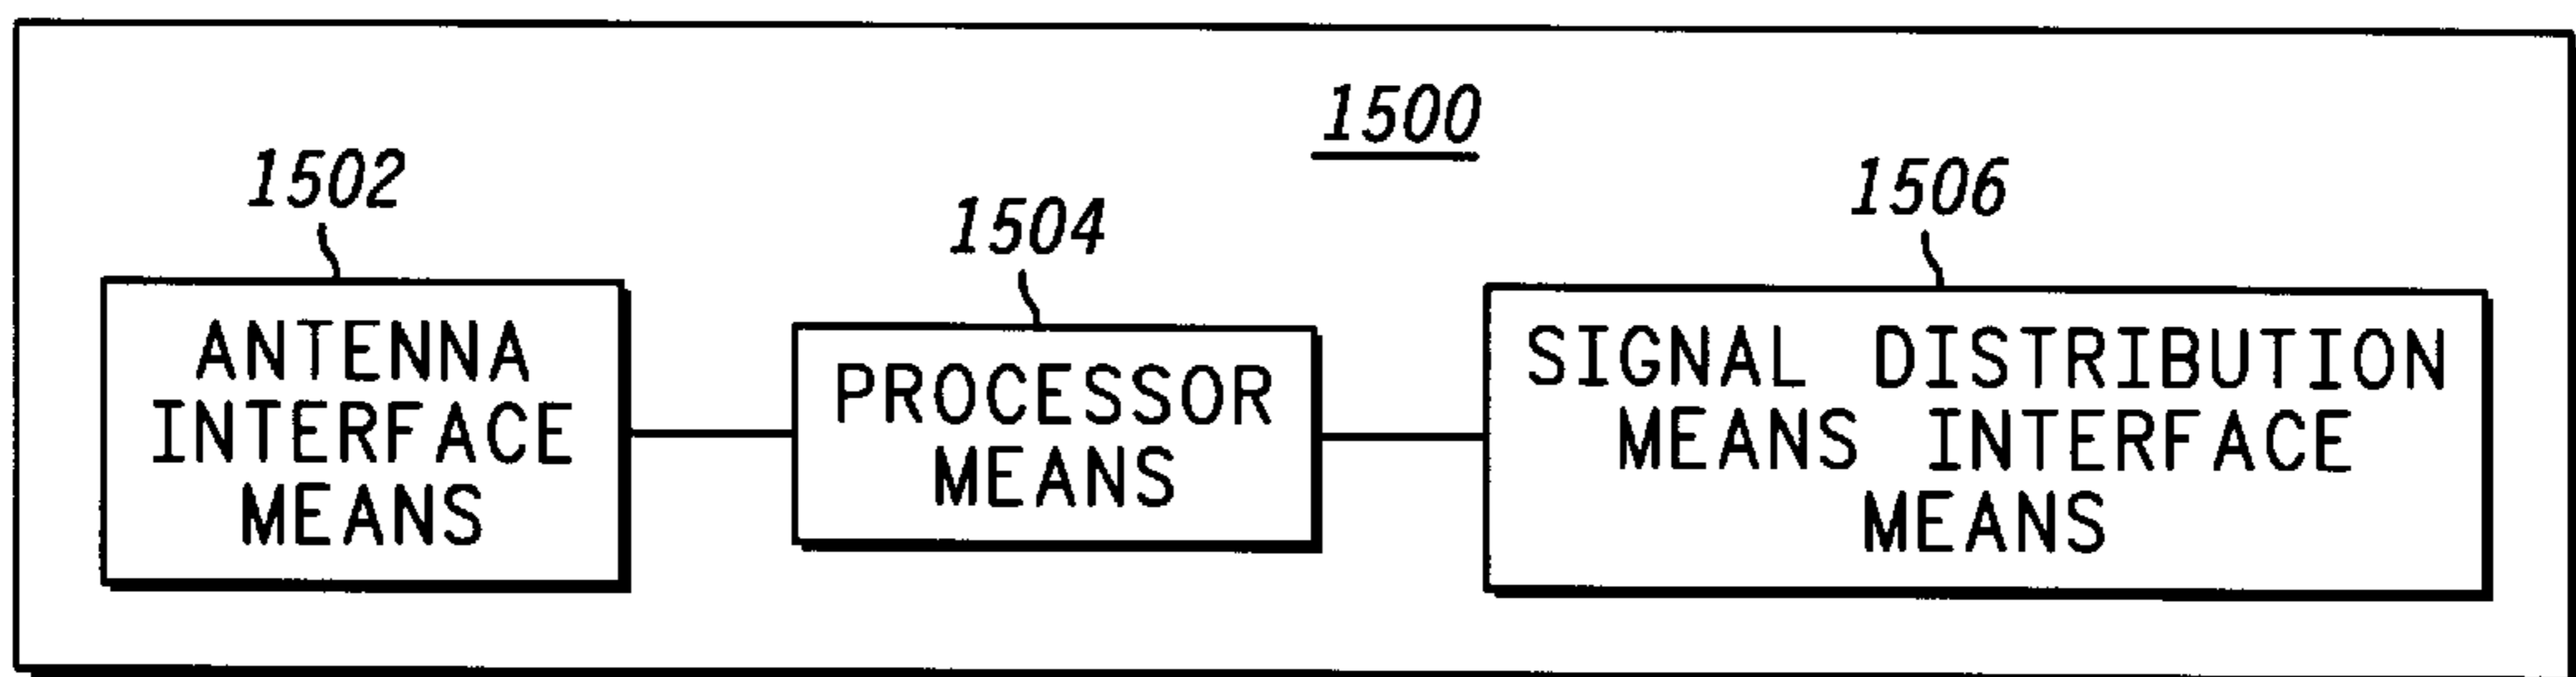 1500
1502
ANTENNA
INTERFACE
MEANS
1504
PROCESSOR
MEANS
1506
SIGNAL DISTRIBUTION
MEANS INTERFACE
MEANS